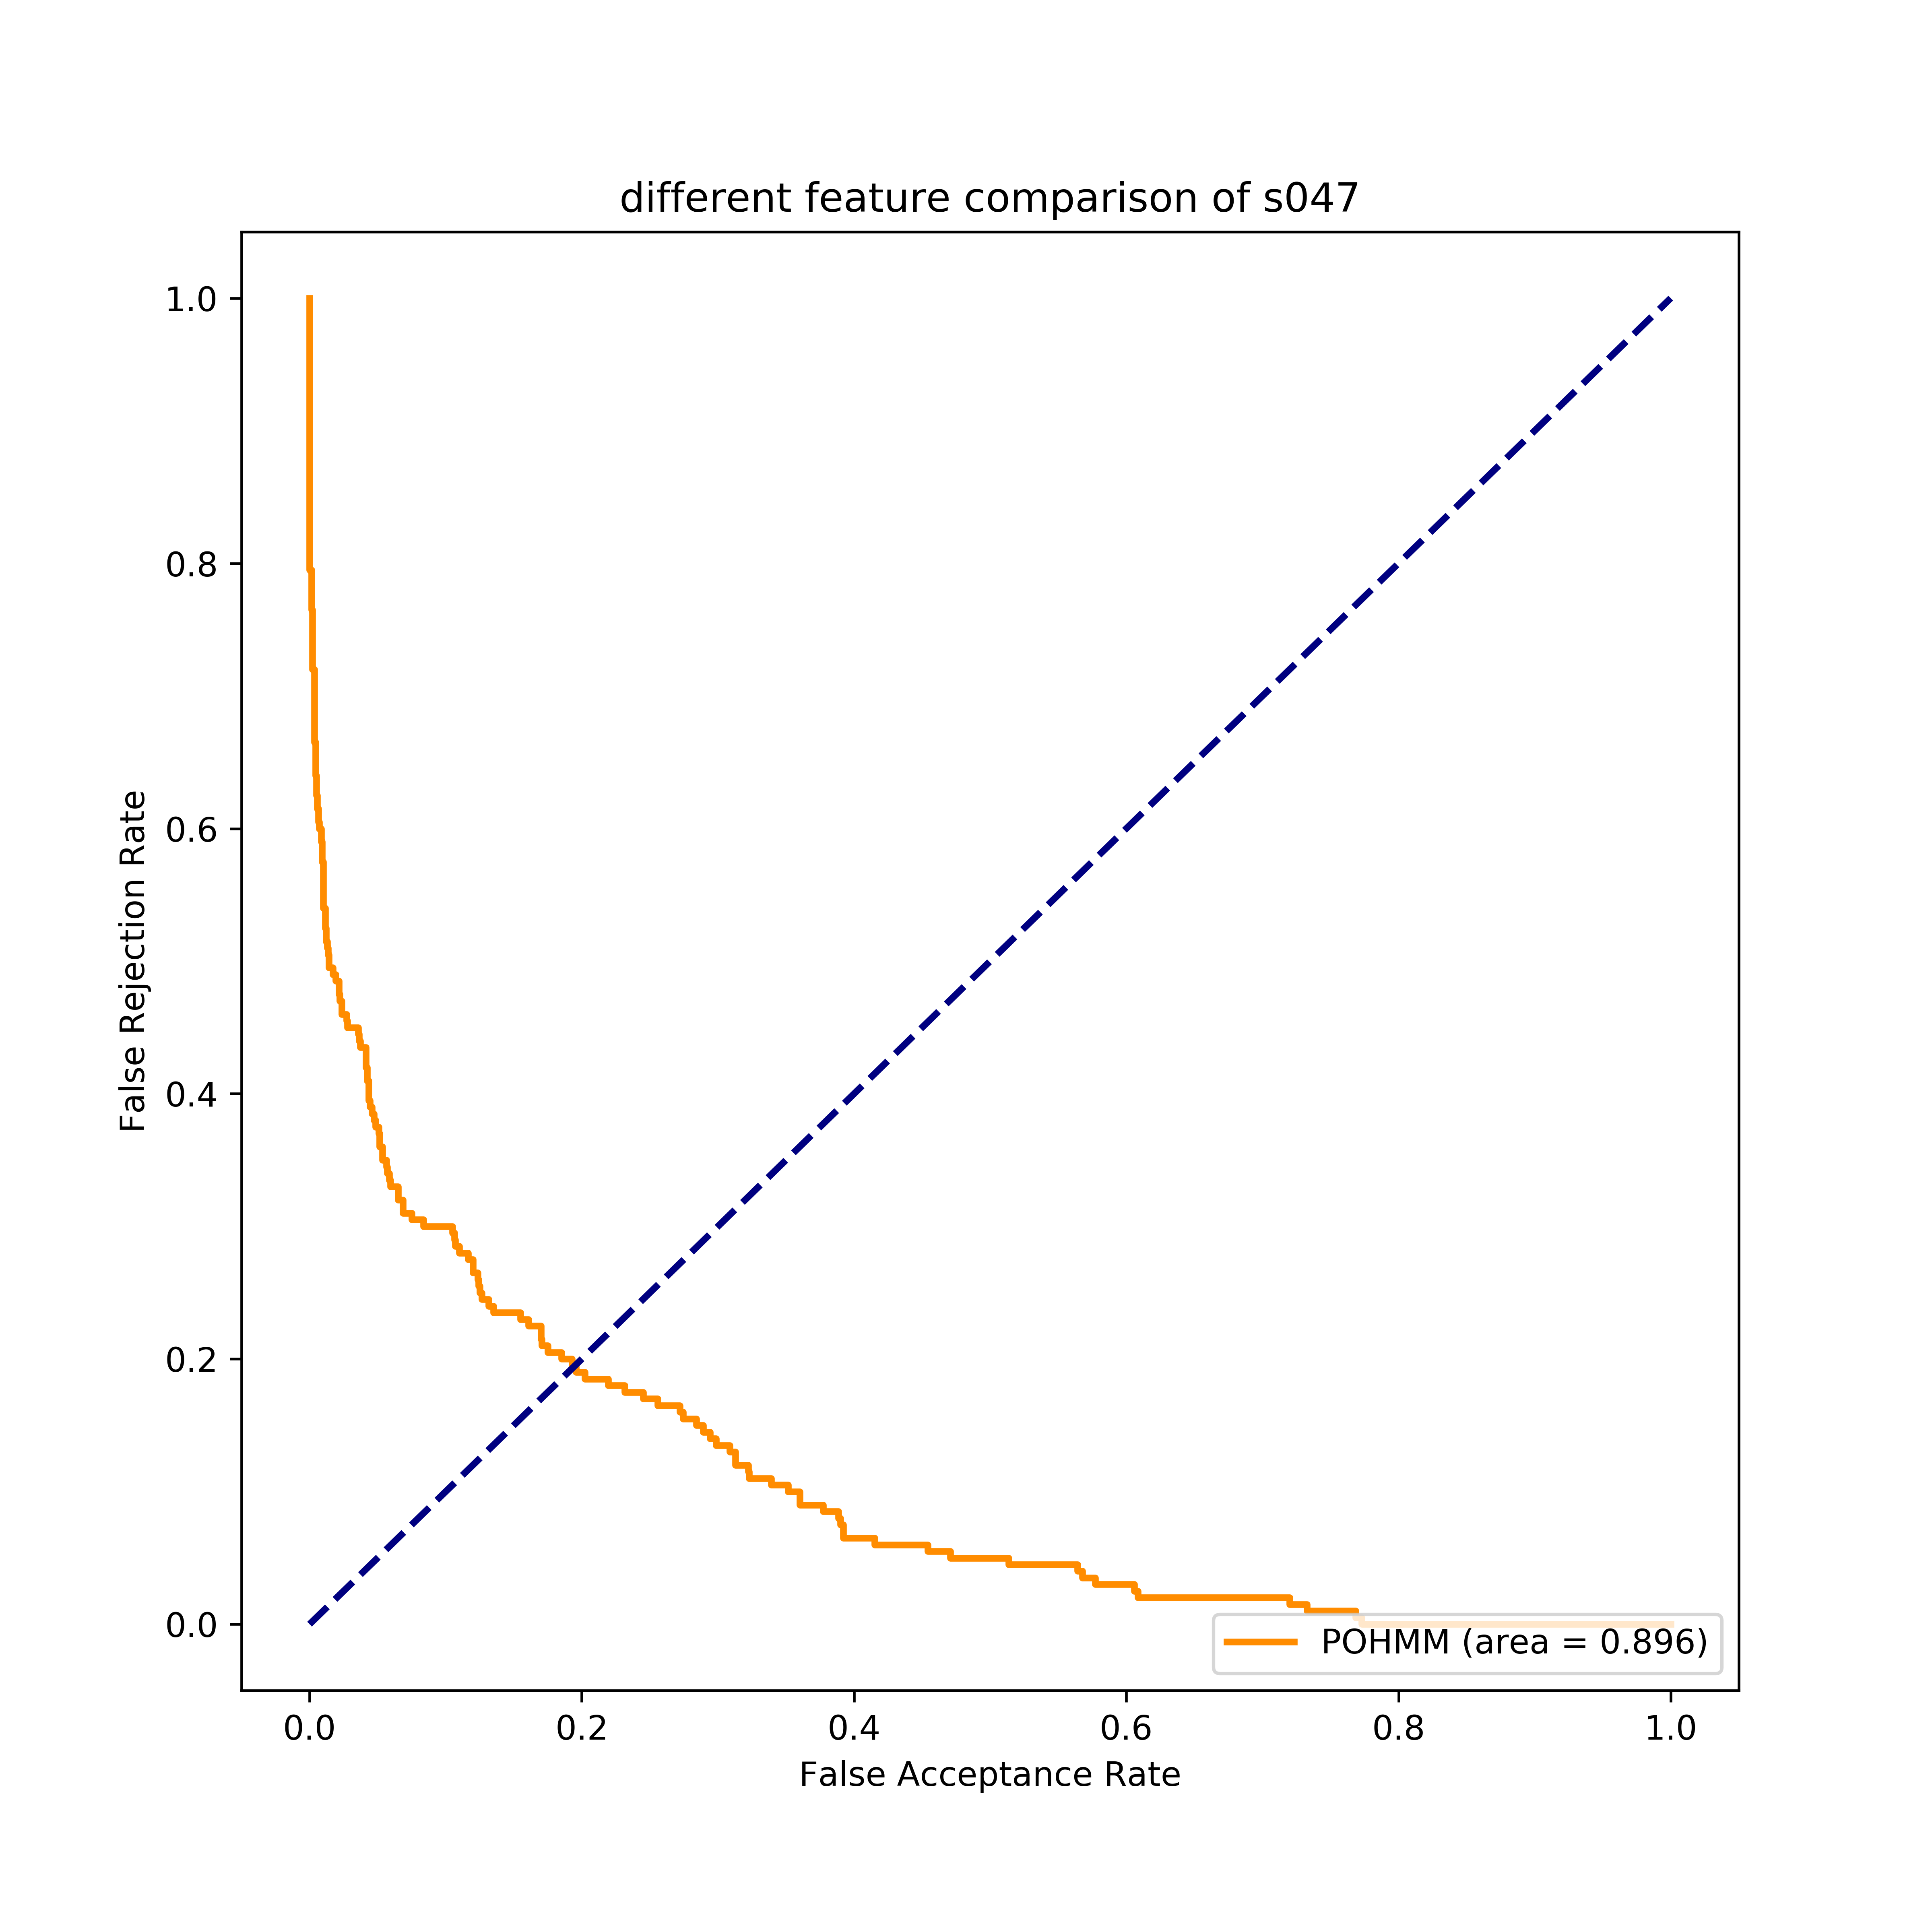 different feature comparison of s047
1.0
0.8
0.6
0.4
0.2
0.0
False Rejection Rate
POHMM (area = 0.896)
0.0 0.2 0.4 0.6 0.8 1.0
False Acceptance Rate